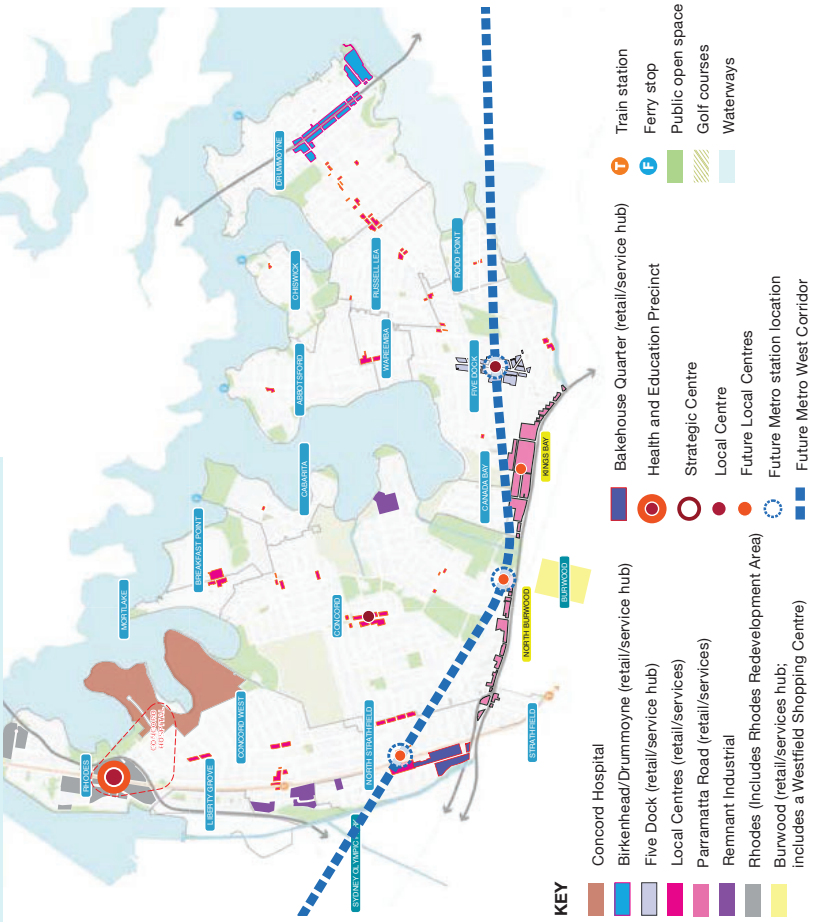 RHODES
CONCORD
HOSPITAL
MORTLAKE
BREAKFAST POINT
CABARITA
ABBOTSFORD
CHISWICK
DRUMMOYNE
LIBERTY GROVE
CONCORD WEST
CONCORD
WAREEMBA
RUSSELL LEA
RODD POINT
SYDNEY OLYMPIC
NORTH STRATHFIELD
STRATHFIELD
NORTH BURWOOD
BURWOOD
CANADA BAY
KINGS BAY
FIVE DOCK
F
F
F
T
KEY
Concord Hospital
Birkenhead/Drummoyne (retail/service hub)
Five Dock (retail/service hub)
Local Centres (retail/services)
Parramatta Road (retail/services)
Remnant Industrial
Rhodes (Includes Rhodes Redevelopment Area)
Burwood (retail/services hub;
includes a Westfield Shopping Centre)
Bakehouse Quarter (retail/service hub)
Health and Education Precinct
Strategic Centre
Local Centre
Future Local Centres
Future Metro station location
Future Metro West Corridor
T Train station
F Ferry stop
Public open space
Golf courses
Waterways